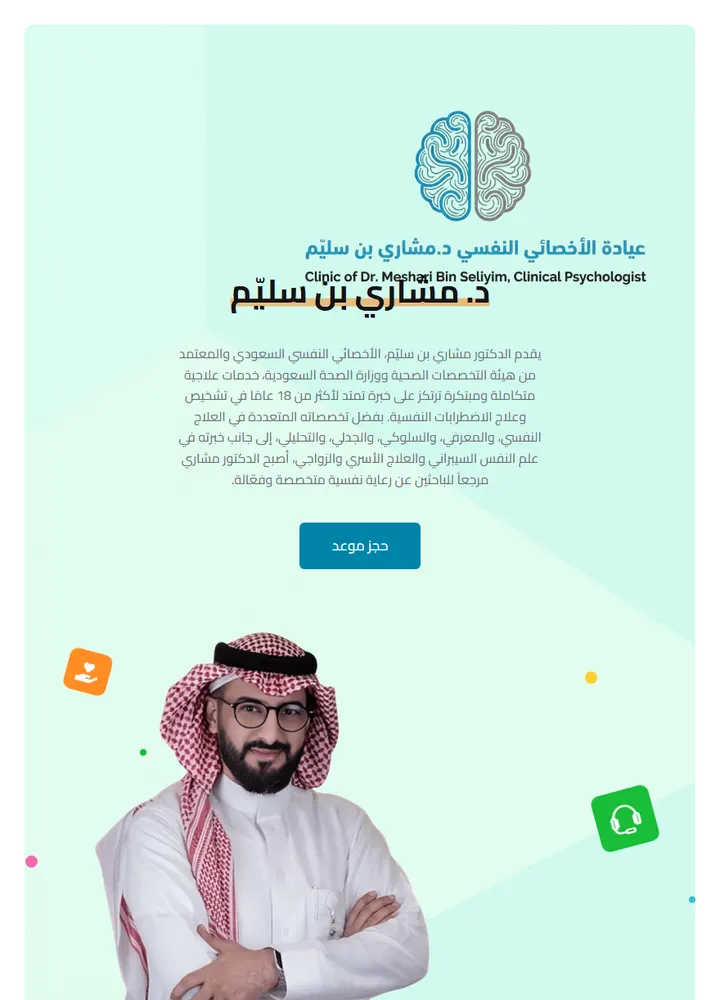 عيادة الأخصائي النفسي د.مشاري بن سليّم
Clinic of Dr. Meshari Bin Seliyim, Clinical Psychologist
د. مشاري بن سليّم
يقدم الدكتور مشاري بن سليّم، الأخصائي النفسي السعودي والمعتمد
من هيئة التخصصات الصحية ووزارة الصحة السعودية، خدمات علاجية
متكاملة ومبتكرة ترتكز على خبرة تمتد لأكثر من 18 عامًا في تشخيص
وعلاج الاضطرابات النفسية. بفضل تخصصاته المتعددة في العلاج
النفسي، والمعرفي، والسلوكي، والجدلي، والتحليلي، إلى جانب خبرته في
علم النفس السيبراني والعلاج الأسري والزواجي، أصبح الدكتور مشاري
مرجعاً للباحثين عن رعاية نفسية متخصصة وفعّالة.
حجز موعد